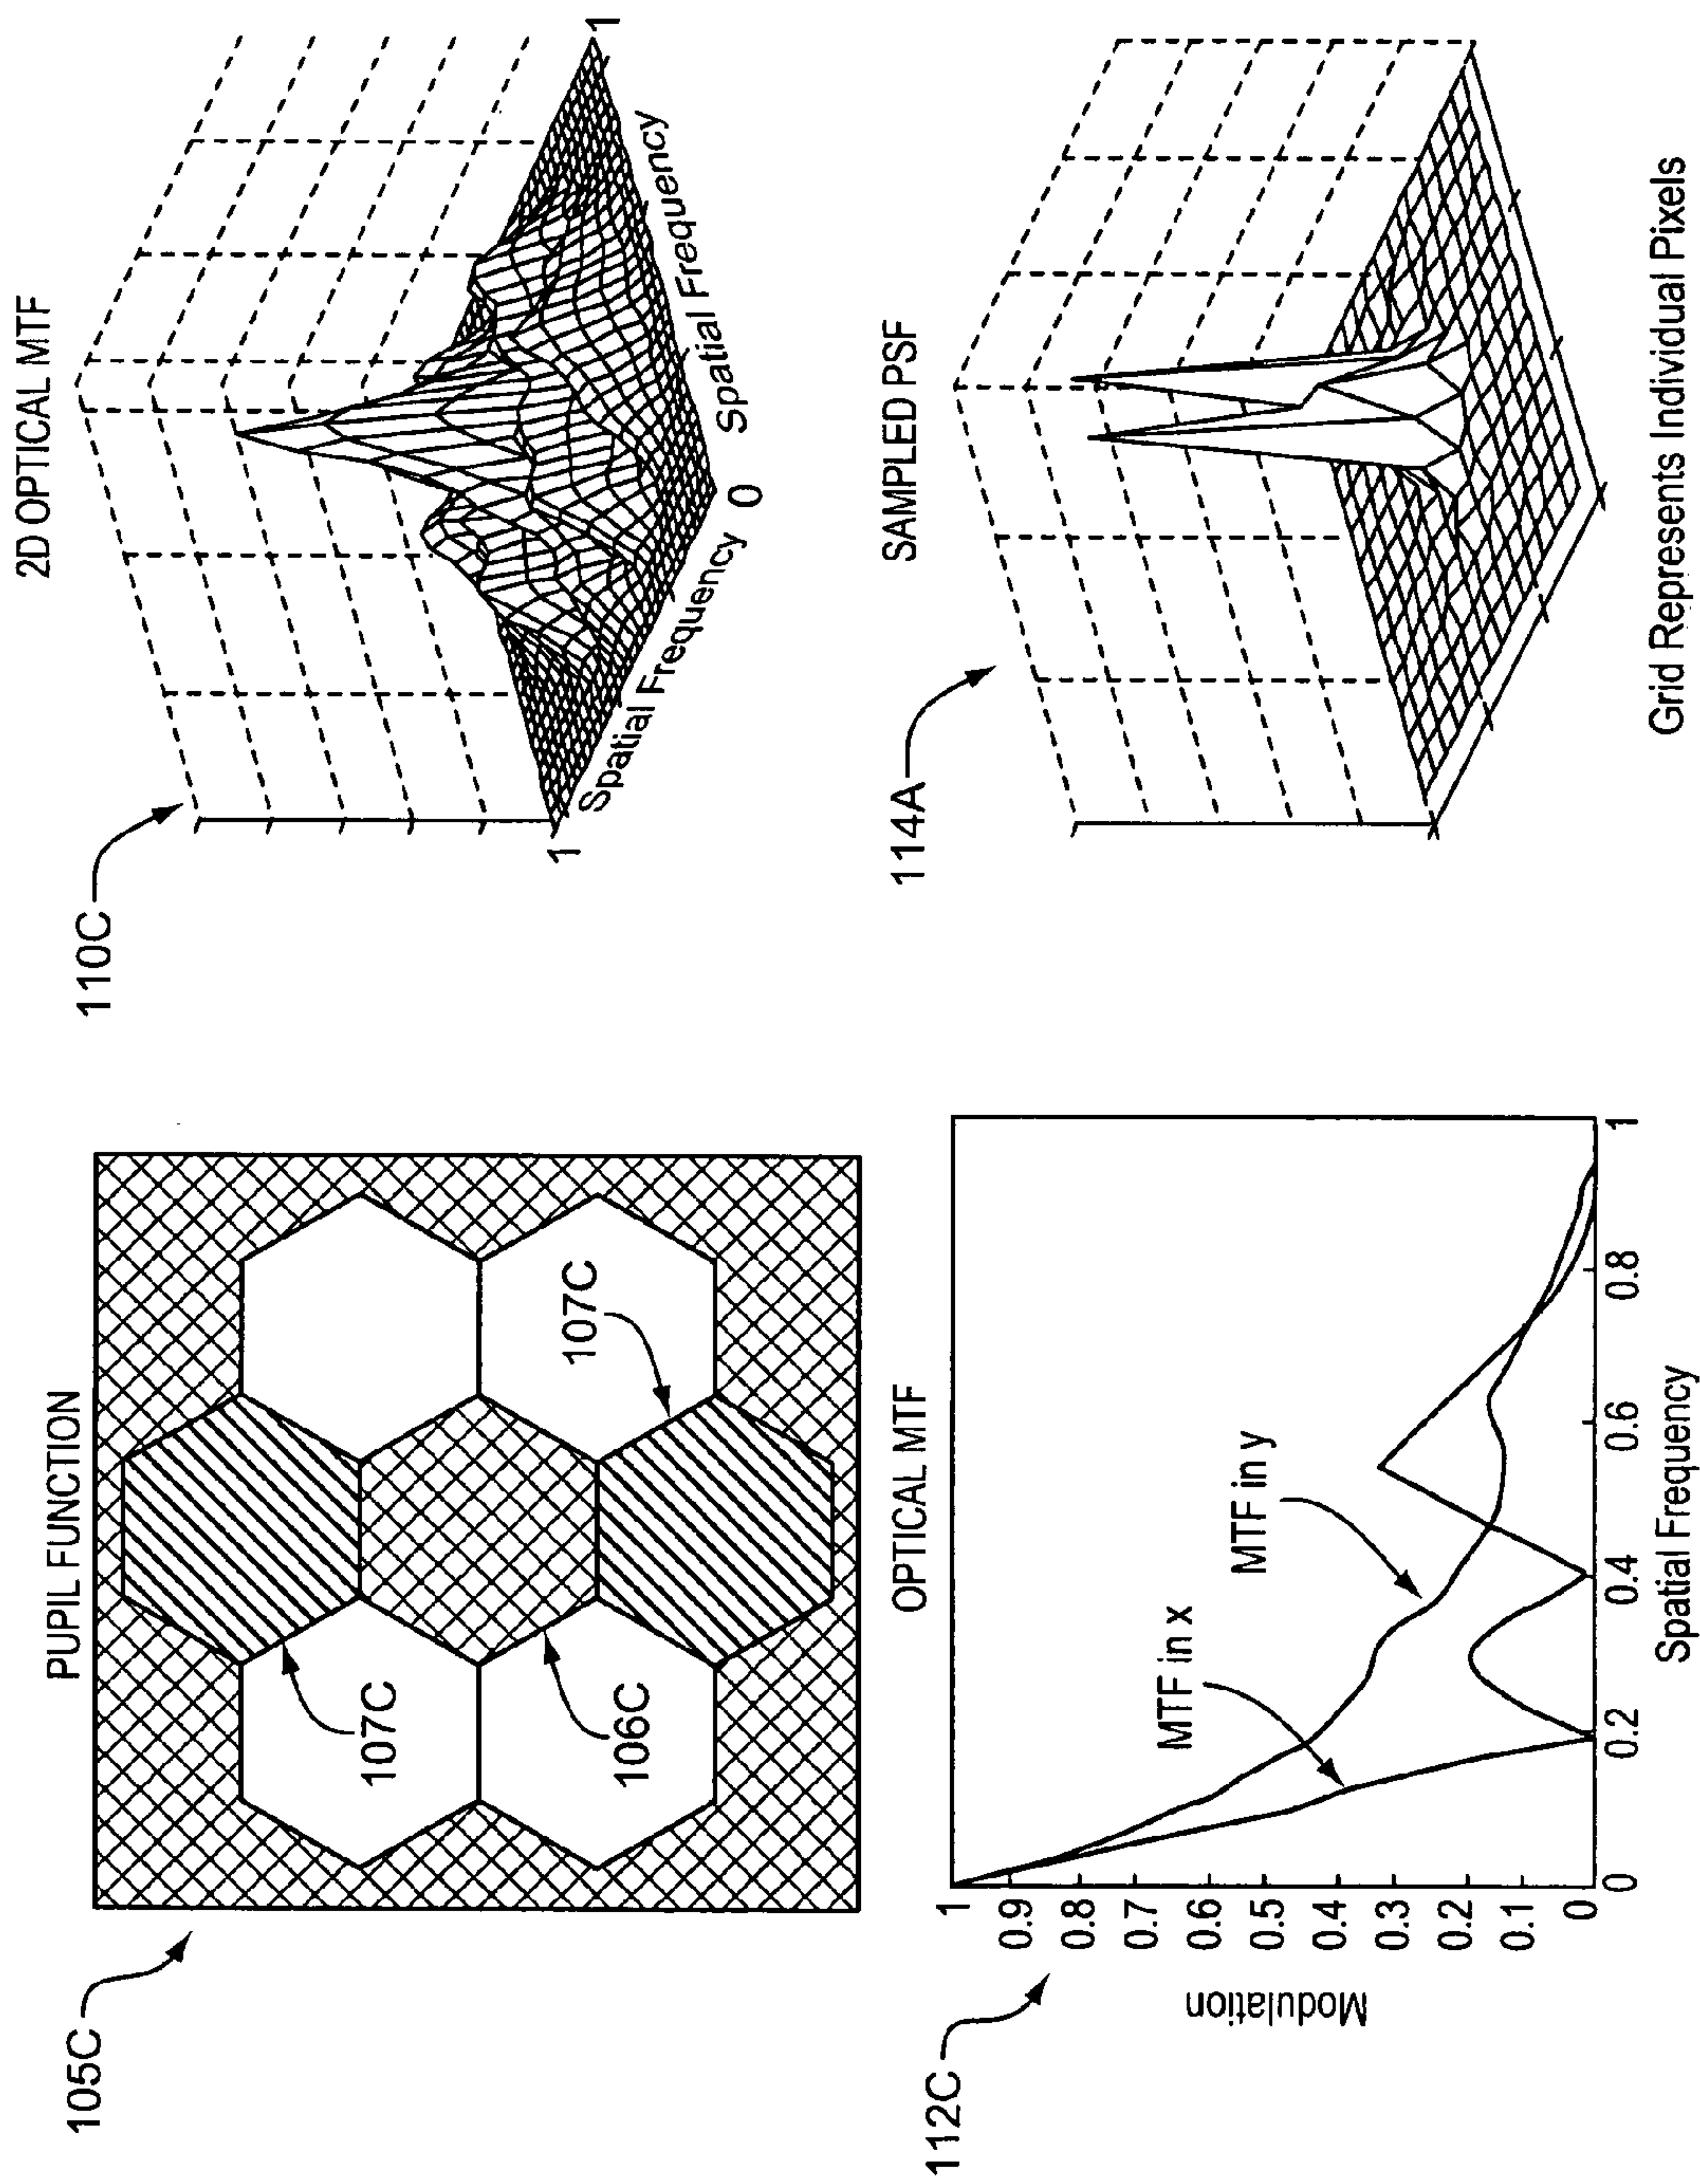 105C
PUPIL FUNCTION
107C
106C
107C
110C
2D OPTICAL MTF
1
Spatial Frequency
0
Spatial Frequency
1
112C
OPTICAL MTF
Modulation
1
0.9
0.8
0.7
0.6
0.5
0.4
0.3
0.2
0.1
0
MTF in x
MTF in y
0
0.2
0.4
0.6
0.8
1
Spatial Frequency
114A
SAMPLED PSF
Grid Represents Individual Pixels